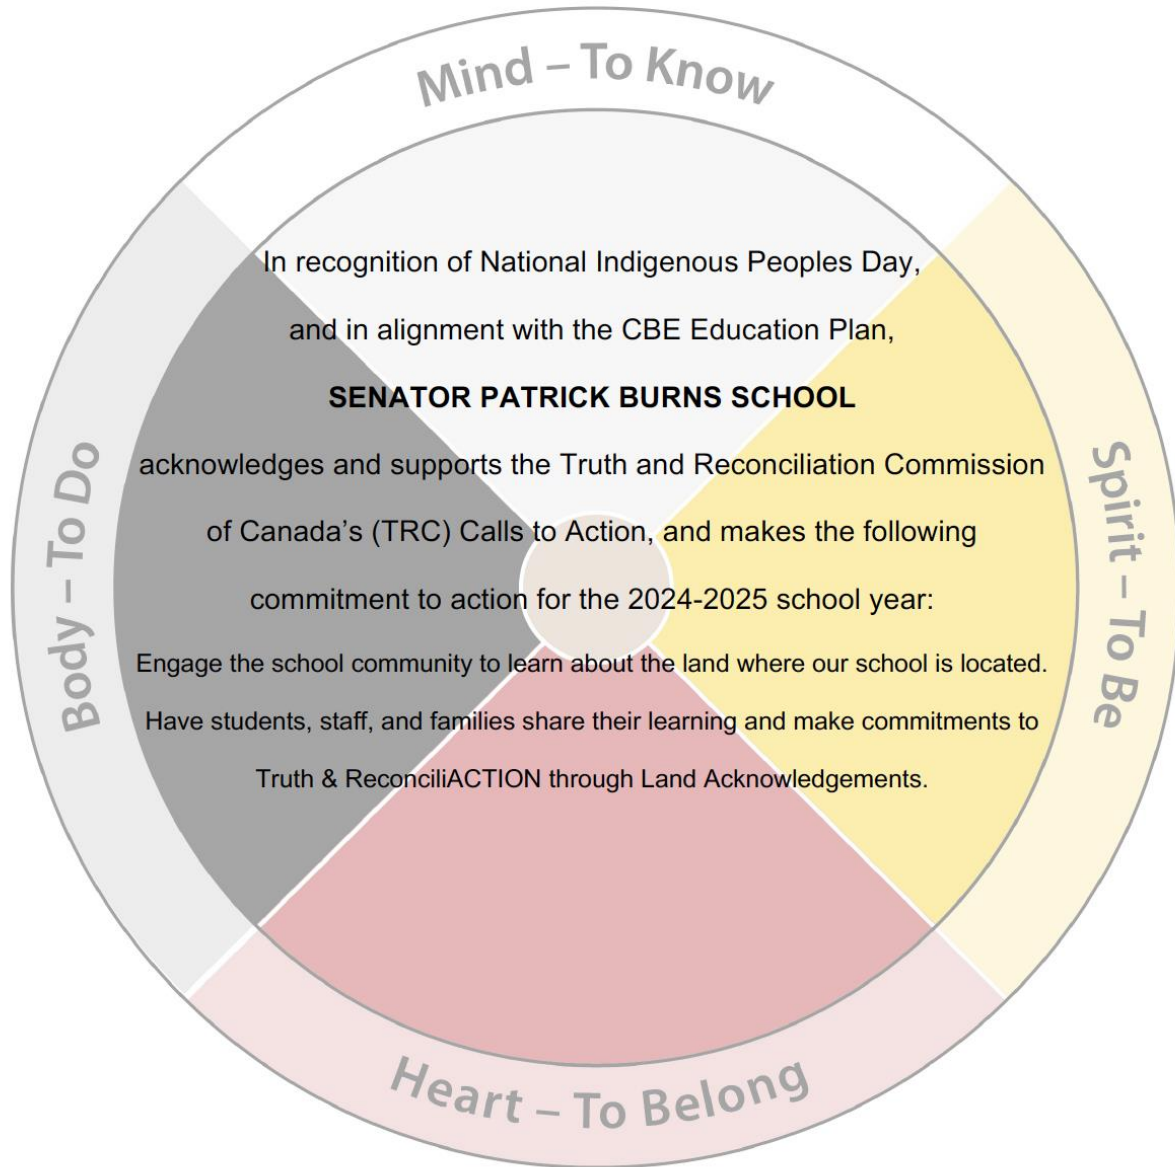 Mind – To Know
In recognition of National Indigenous Peoples Day,
and in alignment with the CBE Education Plan,
SENATOR PATRICK BURNS SCHOOL
acknowledges and supports the Truth and Reconciliation Commission
of Canada’s (TRC) Calls to Action, and makes the following
commitment to action for the 2024-2025 school year:
Engage the school community to learn about the land where our school is located.
Have students, staff, and families share their learning and make commitments to
Truth & ReconciliACTION through Land Acknowledgements.
Body – To Do
Spirit – To Be
Heart – To Belong